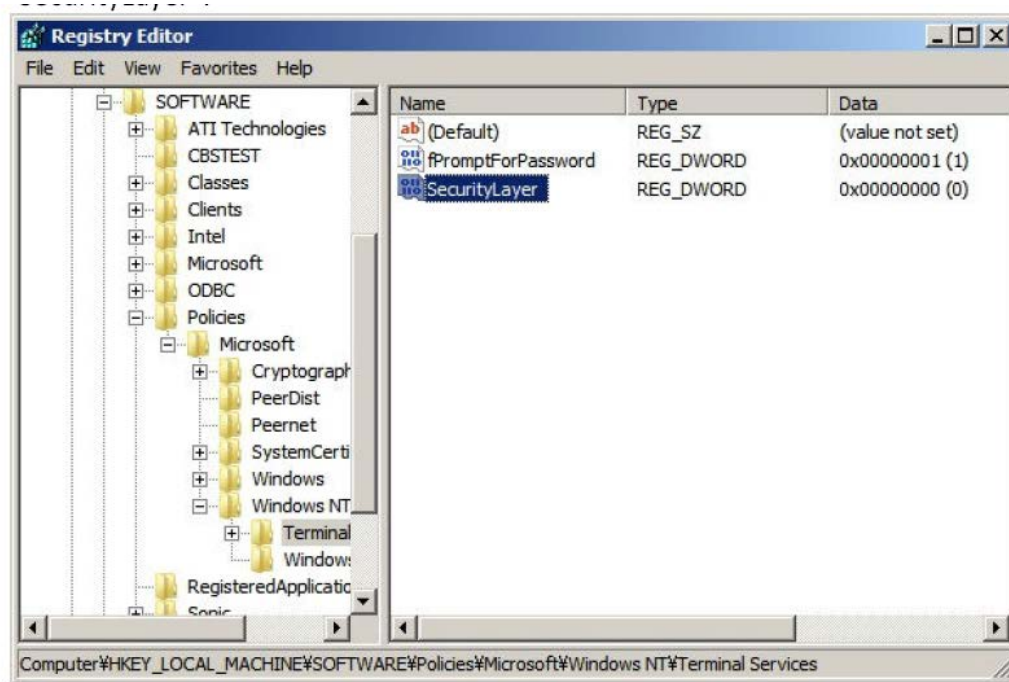 Registry Editor
File Edit View Favorites Help
SOFTWARE
ATI Technologies
CBSTEST
Classes
Clients
Intel
Microsoft
ODBC
Policies
Microsoft
Cryptograph
PeerDist
Peernet
SystemCerti
Windows
Windows NT
Terminal
Windows
RegisteredApplicatio
Sonic
Name Type Data
(Default) REG_SZ (value not set)
fPromptForPassword REG_DWORD 0x00000001 (1)
SecurityLayer REG_DWORD 0x00000000 (0)
Computer¥HKEY_LOCAL_MACHINE¥SOFTWARE¥Policies¥Microsoft¥Windows NT¥Terminal Services